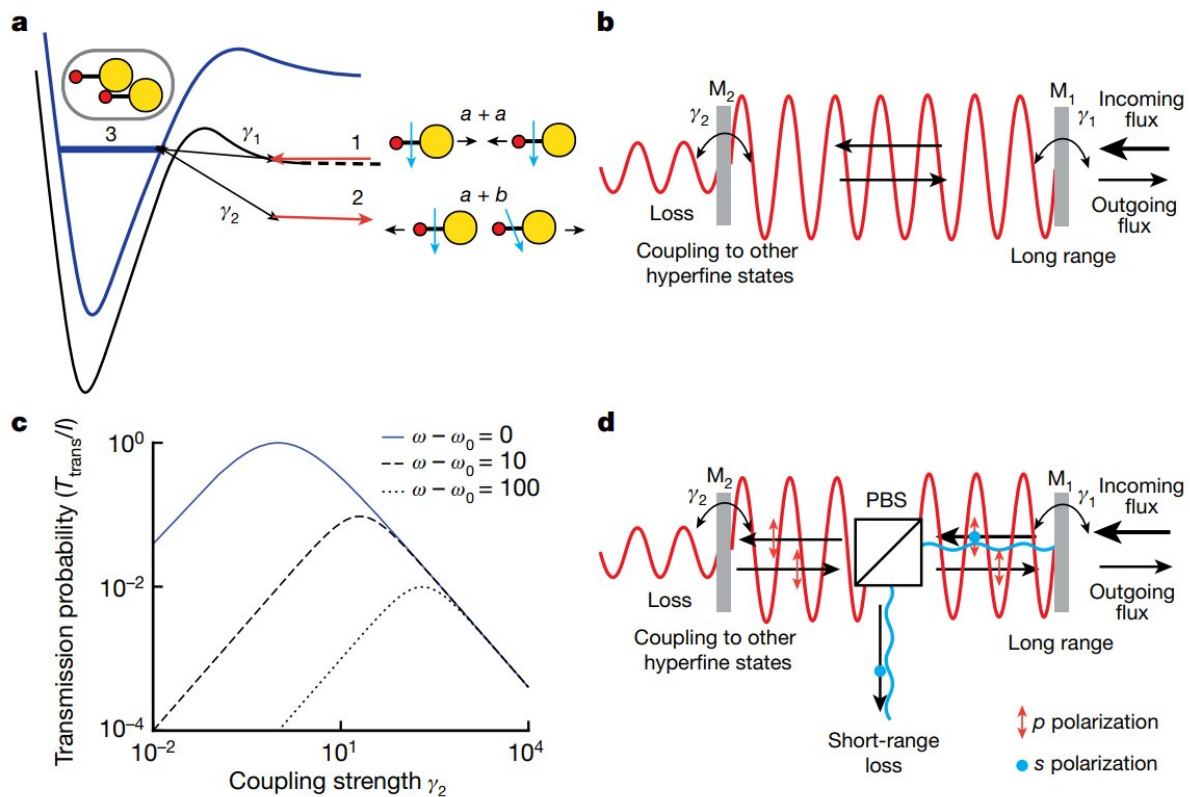 a
3
γ1
1
a + a
2
a + b
γ2
b
M2
γ2
M1
γ1
Incoming
flux
Outgoing
flux
Loss
Coupling to other
hyperfine states
Long range
c
Transmission probability (Ttrans/I)
10^0
10^-2
10^-4
ω − ω0 = 0
ω − ω0 = 10
ω − ω0 = 100
10^-2
10^1
10^4
Coupling strength γ2
d
M2
γ2
PBS
M1
γ1
Incoming
flux
Outgoing
flux
Loss
Coupling to other
hyperfine states
Long range
Short-range
loss
p polarization
s polarization